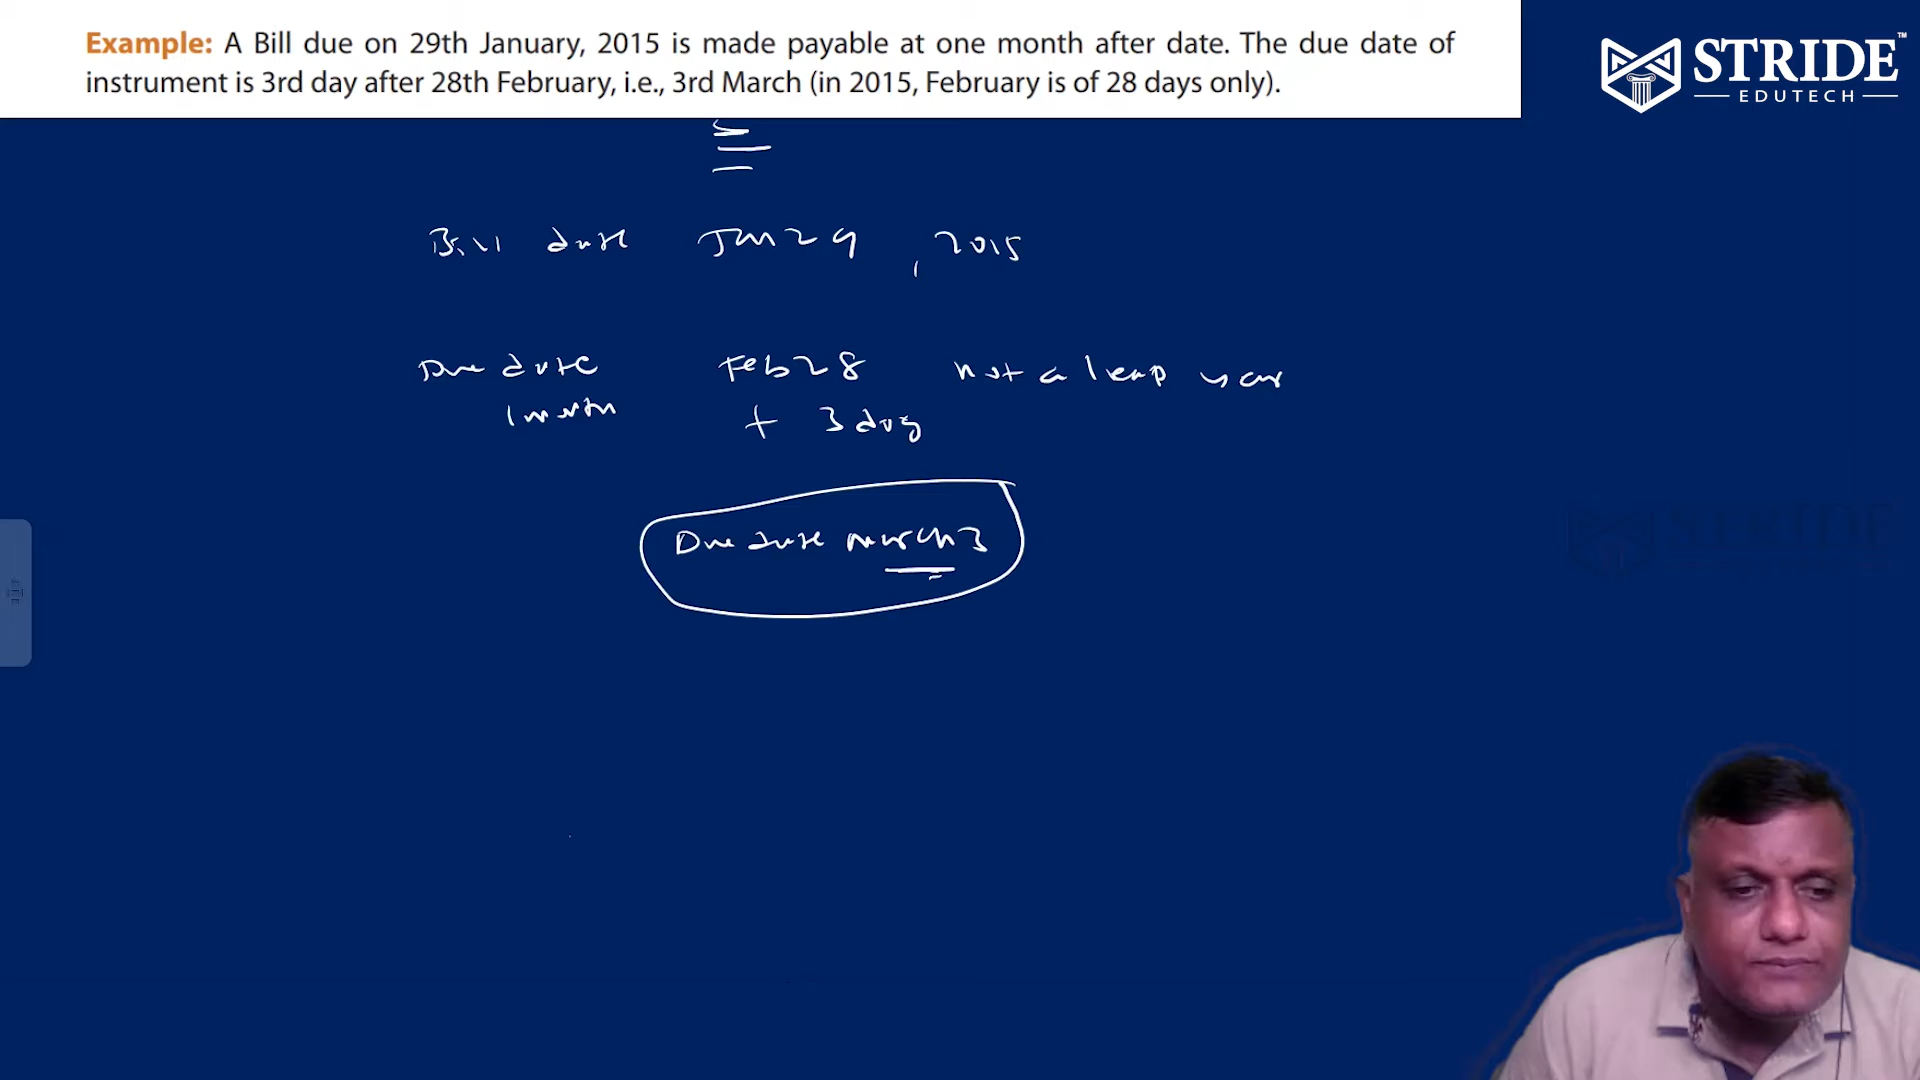 Example: A Bill due on 29th January, 2015 is made payable at one month after date. The due date of
instrument is 3rd day after 28th February, i.e., 3rd March (in 2015, February is of 28 days only).
STRIDE™
EDUTECH
Bill date Jan 29, 2015
Due date Feb 28 not a leap year
1 month + 3 days
Due date March 3
STRIDE